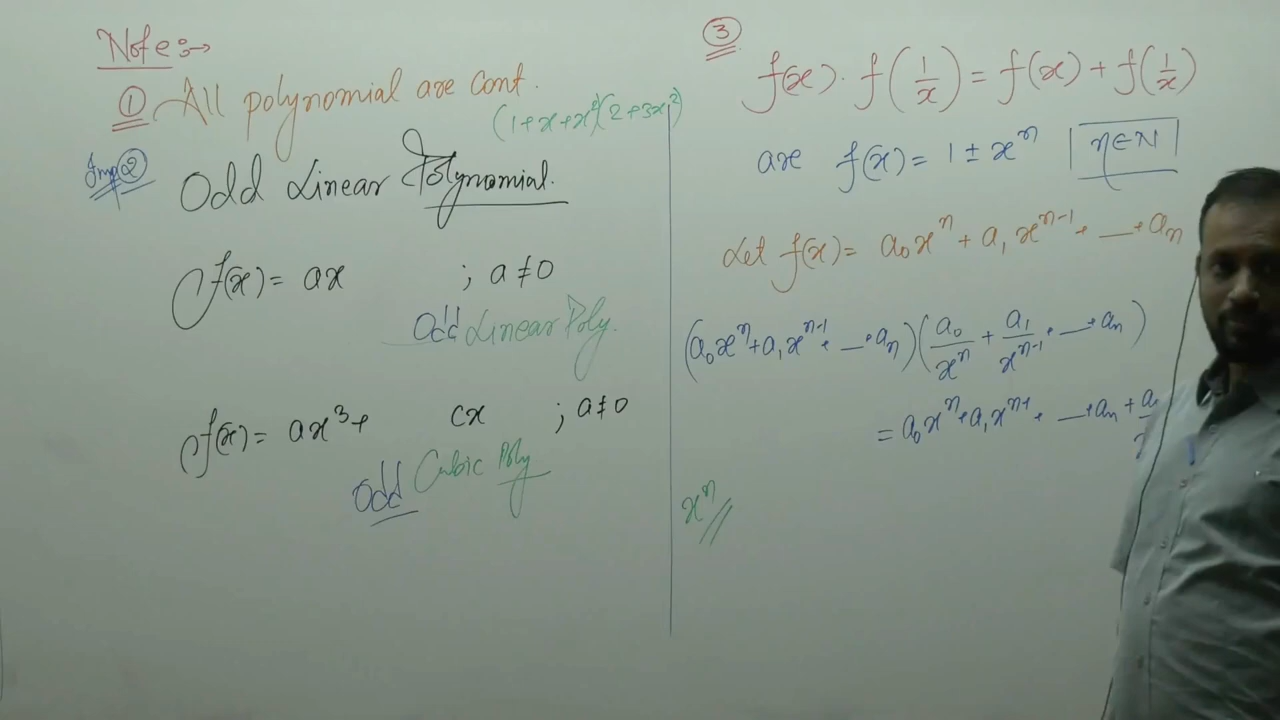 Note:→
① All polynomial are cont.
(1+x+x²)(2+3x²)
Imp ② Odd Linear Polynomial.
f(x) = ax ; a≠0
Odd Linear Poly.
f(x) = ax³+ cx ; a≠0
Odd Cubic Poly
③ f(x)·f(1/x) = f(x)+f(1/x)
are f(x) = 1 ± xⁿ n∈N
Let f(x) = a₀xⁿ + a₁xⁿ⁻¹ + — + aₙ
(a₀xⁿ + a₁xⁿ⁻¹ + — + aₙ)(a₀/xⁿ + a₁/xⁿ⁻¹ + — + aₙ)
= a₀xⁿ + a₁xⁿ⁻¹ + — + aₙ +
xⁿ